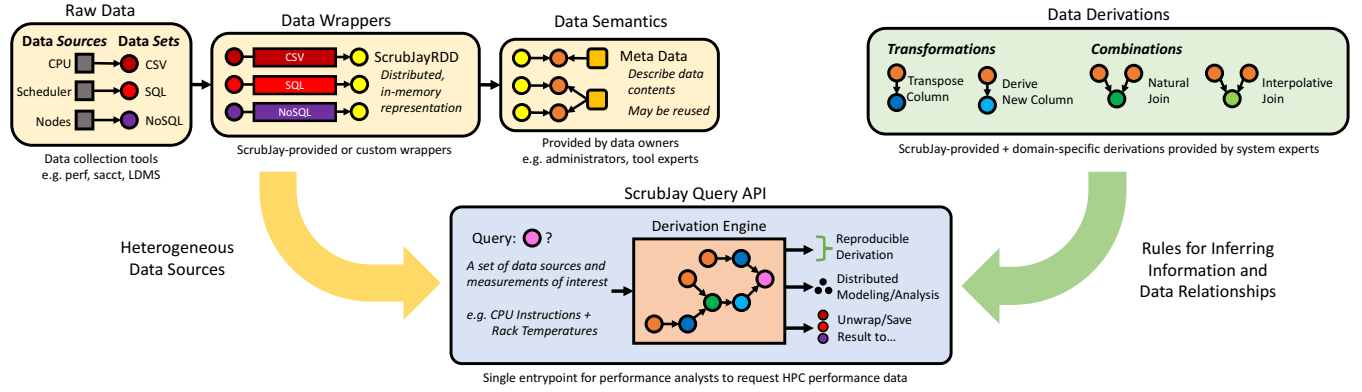 Raw Data
Data Sources Data Sets
CPU CSV
Scheduler SQL
Nodes NoSQL
Data collection tools
e.g. perf, sacct, LDMS
Data Wrappers
CSV
SQL
NoSQL
ScrubJayRDD
Distributed,
in-memory
representation
ScrubJay-provided or custom wrappers
Data Semantics
Meta Data
Describe data
contents
May be reused
Provided by data owners
e.g. administrators, tool experts
Data Derivations
Transformations
Transpose
Column
Derive
New Column
Combinations
Natural
Join
Interpolative
Join
ScrubJay-provided + domain-specific derivations provided by system experts
Heterogeneous
Data Sources
ScrubJay Query API
Query: ?
A set of data sources and
measurements of interest
e.g. CPU Instructions +
Rack Temperatures
Derivation Engine
Reproducible
Derivation
Distributed
Modeling/Analysis
Unwrap/Save
Result to...
Single entrypoint for performance analysts to request HPC performance data
Rules for Inferring
Information and
Data Relationships